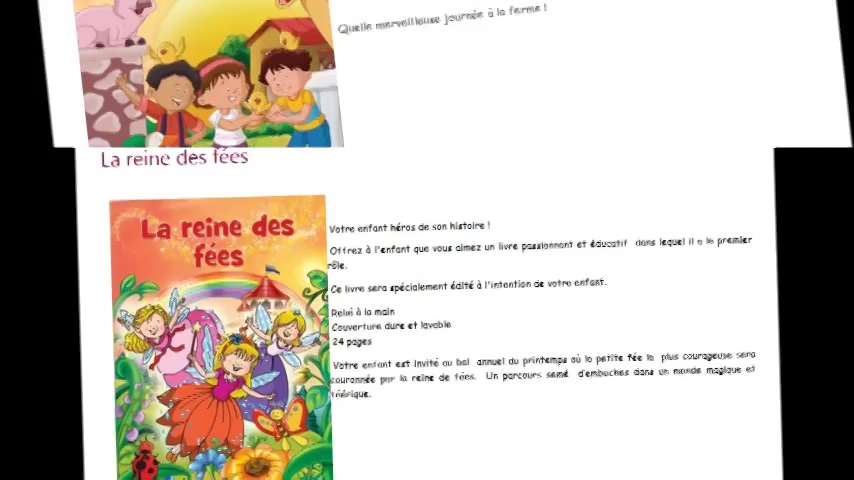 Quelle merveilleuse journée à la ferme !
La reine des fées
La reine des
fées
Votre enfant héros de son histoire !
Offrez à l'enfant que vous aimez un livre passionnant et éducatif dans lequel il a le premier
rôle.
Ce livre sera spécialement édité à l'intention de votre enfant.
Relié à la main
Couverture dure et lavable
24 pages
Votre enfant est invité au bal annuel du printemps où la petite fée la plus courageuse sera
couronnée par la reine de fées. Un parcours semé d'embuches dans un monde magique et
féérique.